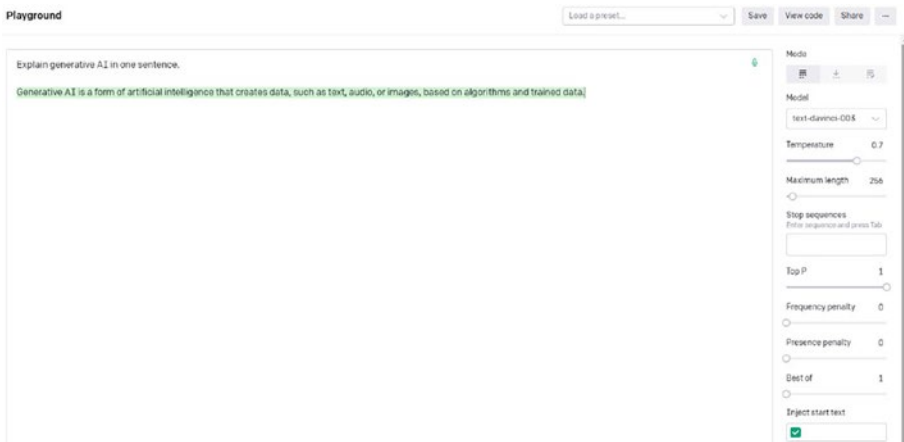 Playground
Load a preset...
Save
View code
Share
Explain generative AI in one sentence.
Generative AI is a form of artificial intelligence that creates data, such as text, audio, or images, based on algorithms and trained data.
Mode
Model
text-davinci-003
Temperature 0.7
Maximum length 256
Stop sequences
Enter sequence and press Tab
Top P 1
Frequency penalty 0
Presence penalty 0
Best of 1
Inject start text